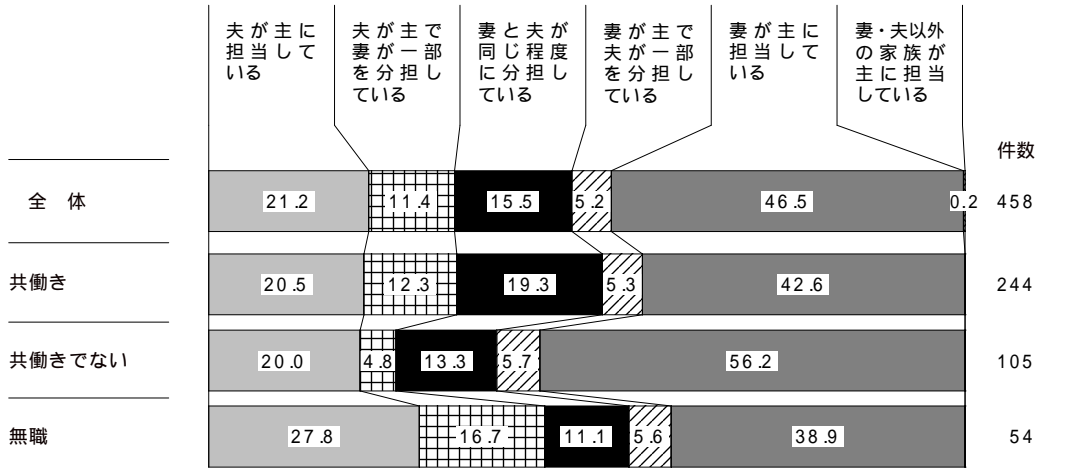 夫が主に
担当して
いる
夫が主で
妻が一部
を分担し
ている
妻と夫が
同じ程度
に分担し
ている
妻が主で
夫が一部
を分担し
ている
妻が主に
担当して
いる
妻・夫以外
の家族が
主に担当
している
件数
全 体 21.2 11.4 15.5 5.2 46.5 0.2 458
共働き 20.5 12.3 19.3 5.3 42.6 244
共働きでない 20.0 4.8 13.3 5.7 56.2 105
無職 27.8 16.7 11.1 5.6 38.9 54